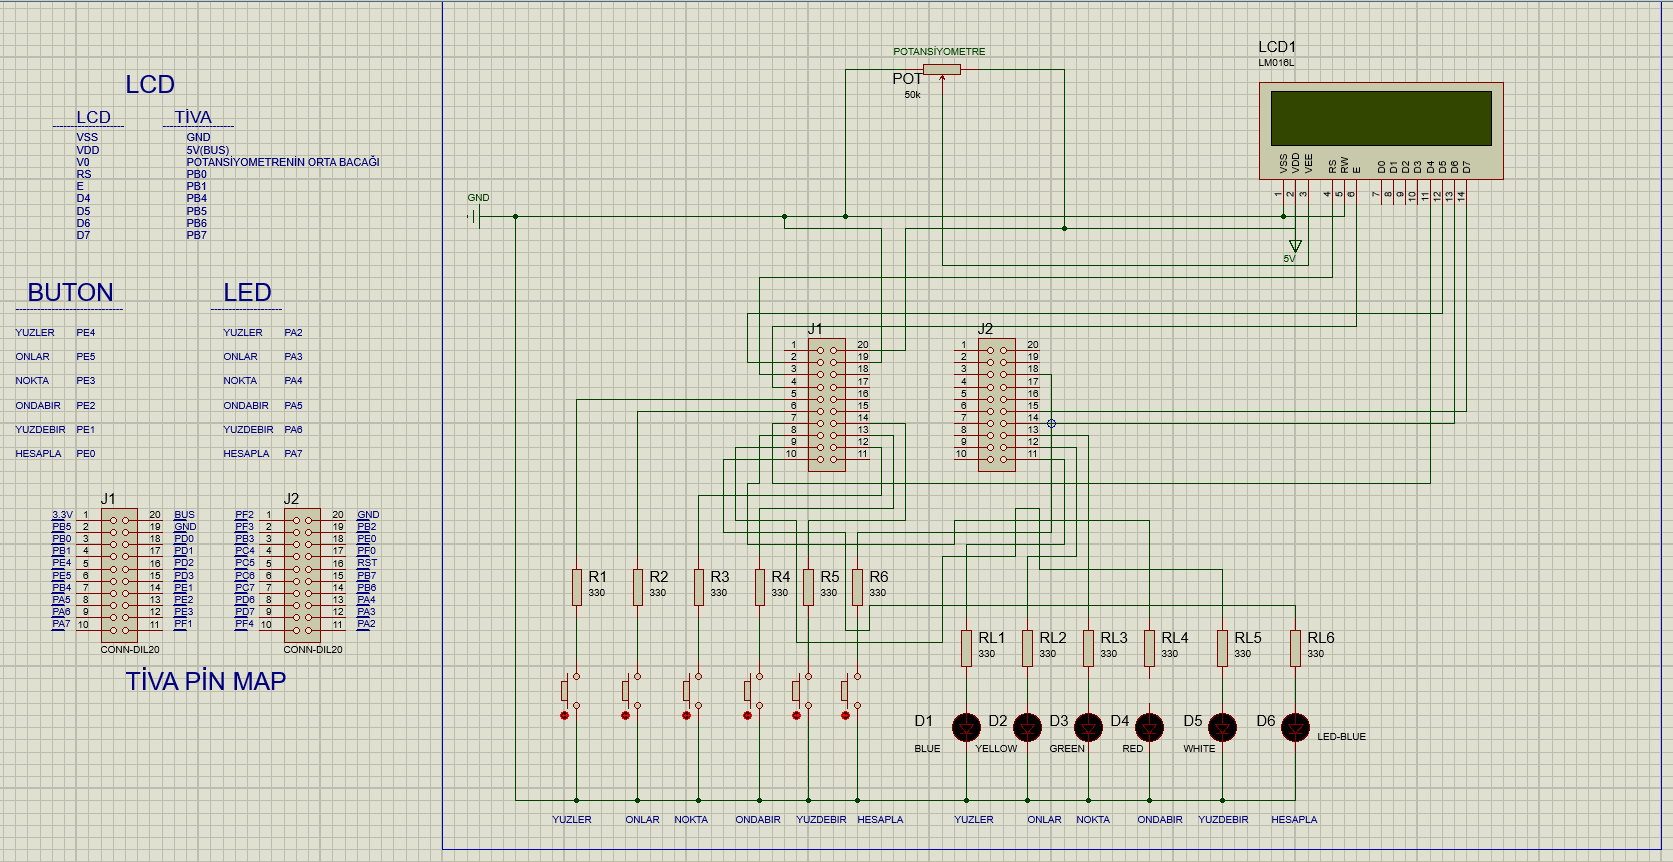 LCD
LCD TİVA
VSS GND
VDD 5V(BUS)
V0 POTANSİYOMETRENİN ORTA BACAĞI
RS PB0
E PB1
D4 PB4
D5 PB5
D6 PB6
D7 PB7
BUTON LED
YUZLER PE4 YUZLER PA2
ONLAR PE5 ONLAR PA3
NOKTA PE3 NOKTA PA4
ONDABIR PE2 ONDABIR PA5
YUZDEBIR PE1 YUZDEBIR PA6
HESAPLA PE0 HESAPLA PA7
J1 J2
3.3V 1 20 BUS PF2 1 20 GND
PB5 2 19 GND PF3 2 19 PB2
PB0 3 18 PD0 PB3 3 18 PE0
PB1 4 17 PD1 PC4 4 17 PF0
PE4 5 16 PD2 PC5 5 16 RST
PE5 6 15 PD3 PC6 6 15 PB7
PB4 7 14 PE1 PC7 7 14 PB6
PA5 8 13 PE2 PD6 8 13 PA4
PA6 9 12 PE3 PD7 9 12 PA3
PA7 10 11 PF1 PF4 10 11 PA2
CONN-DIL20 CONN-DIL20
TİVA PİN MAP
POTANSİYOMETRE
POT
50k
LCD1
LM016L
VSS VDD VEE RS RW E D0 D1 D2 D3 D4 D5 D6 D7
1 2 3 4 5 6 7 8 9 10 11 12 13 14
GND
5V
J1 J2
1 20 1 20
2 19 2 19
3 18 3 18
4 17 4 17
5 16 5 16
6 15 6 15
7 14 7 14
8 13 8 13
9 12 9 12
10 11 10 11
R1 R2 R3 R4 R5 R6
330 330 330 330 330 330
RL1 RL2 RL3 RL4 RL5 RL6
330 330 330 330 330 330
D1 D2 D3 D4 D5 D6
BLUE YELLOW GREEN RED WHITE LED-BLUE
YUZLER ONLAR NOKTA ONDABIR YUZDEBIR HESAPLA YUZLER ONLAR NOKTA ONDABIR YUZDEBIR HESAPLA